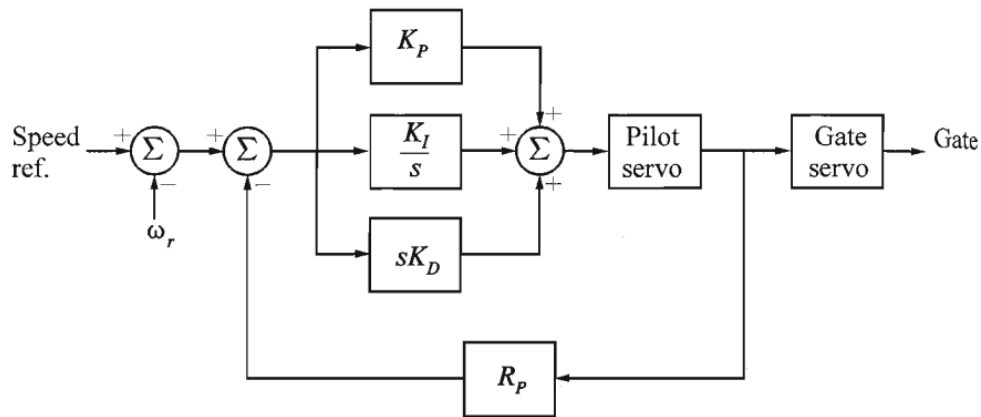 K_P
Speed
ref.
+
Σ
−
ω_r
+
Σ
−
K_I
s
+
+
Σ
+
Pilot
servo
Gate
servo
Gate
sK_D
R_P